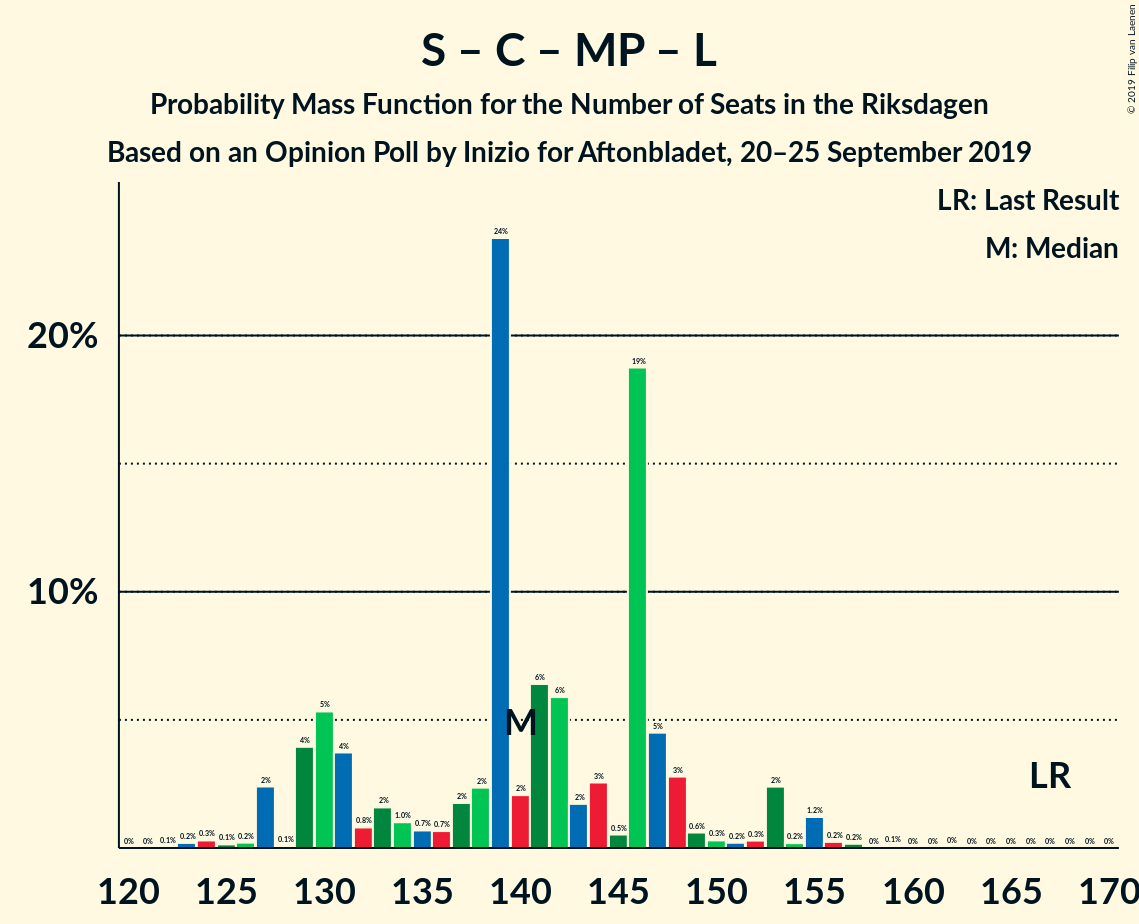 S – C – MP – L
Probability Mass Function for the Number of Seats in the Riksdagen
Based on an Opinion Poll by Inizio for Aftonbladet, 20–25 September 2019
© 2019 Filip van Laenen
LR: Last Result
M: Median
20%
10%
0% 0% 0.1% 0.2% 0.3% 0.1% 0.2% 2% 0.1% 4% 5% 4% 0.8% 2% 1.0% 0.7% 0.7% 2% 2% 24% 2% 6% 6% 2% 3% 0.5% 19% 5% 3% 0.6% 0.3% 0.2% 0.3% 2% 0.2% 1.2% 0.2% 0.2% 0% 0.1% 0% 0% 0% 0% 0% 0% 0% 0% 0% 0% 0%
M
LR
120 125 130 135 140 145 150 155 160 165 170